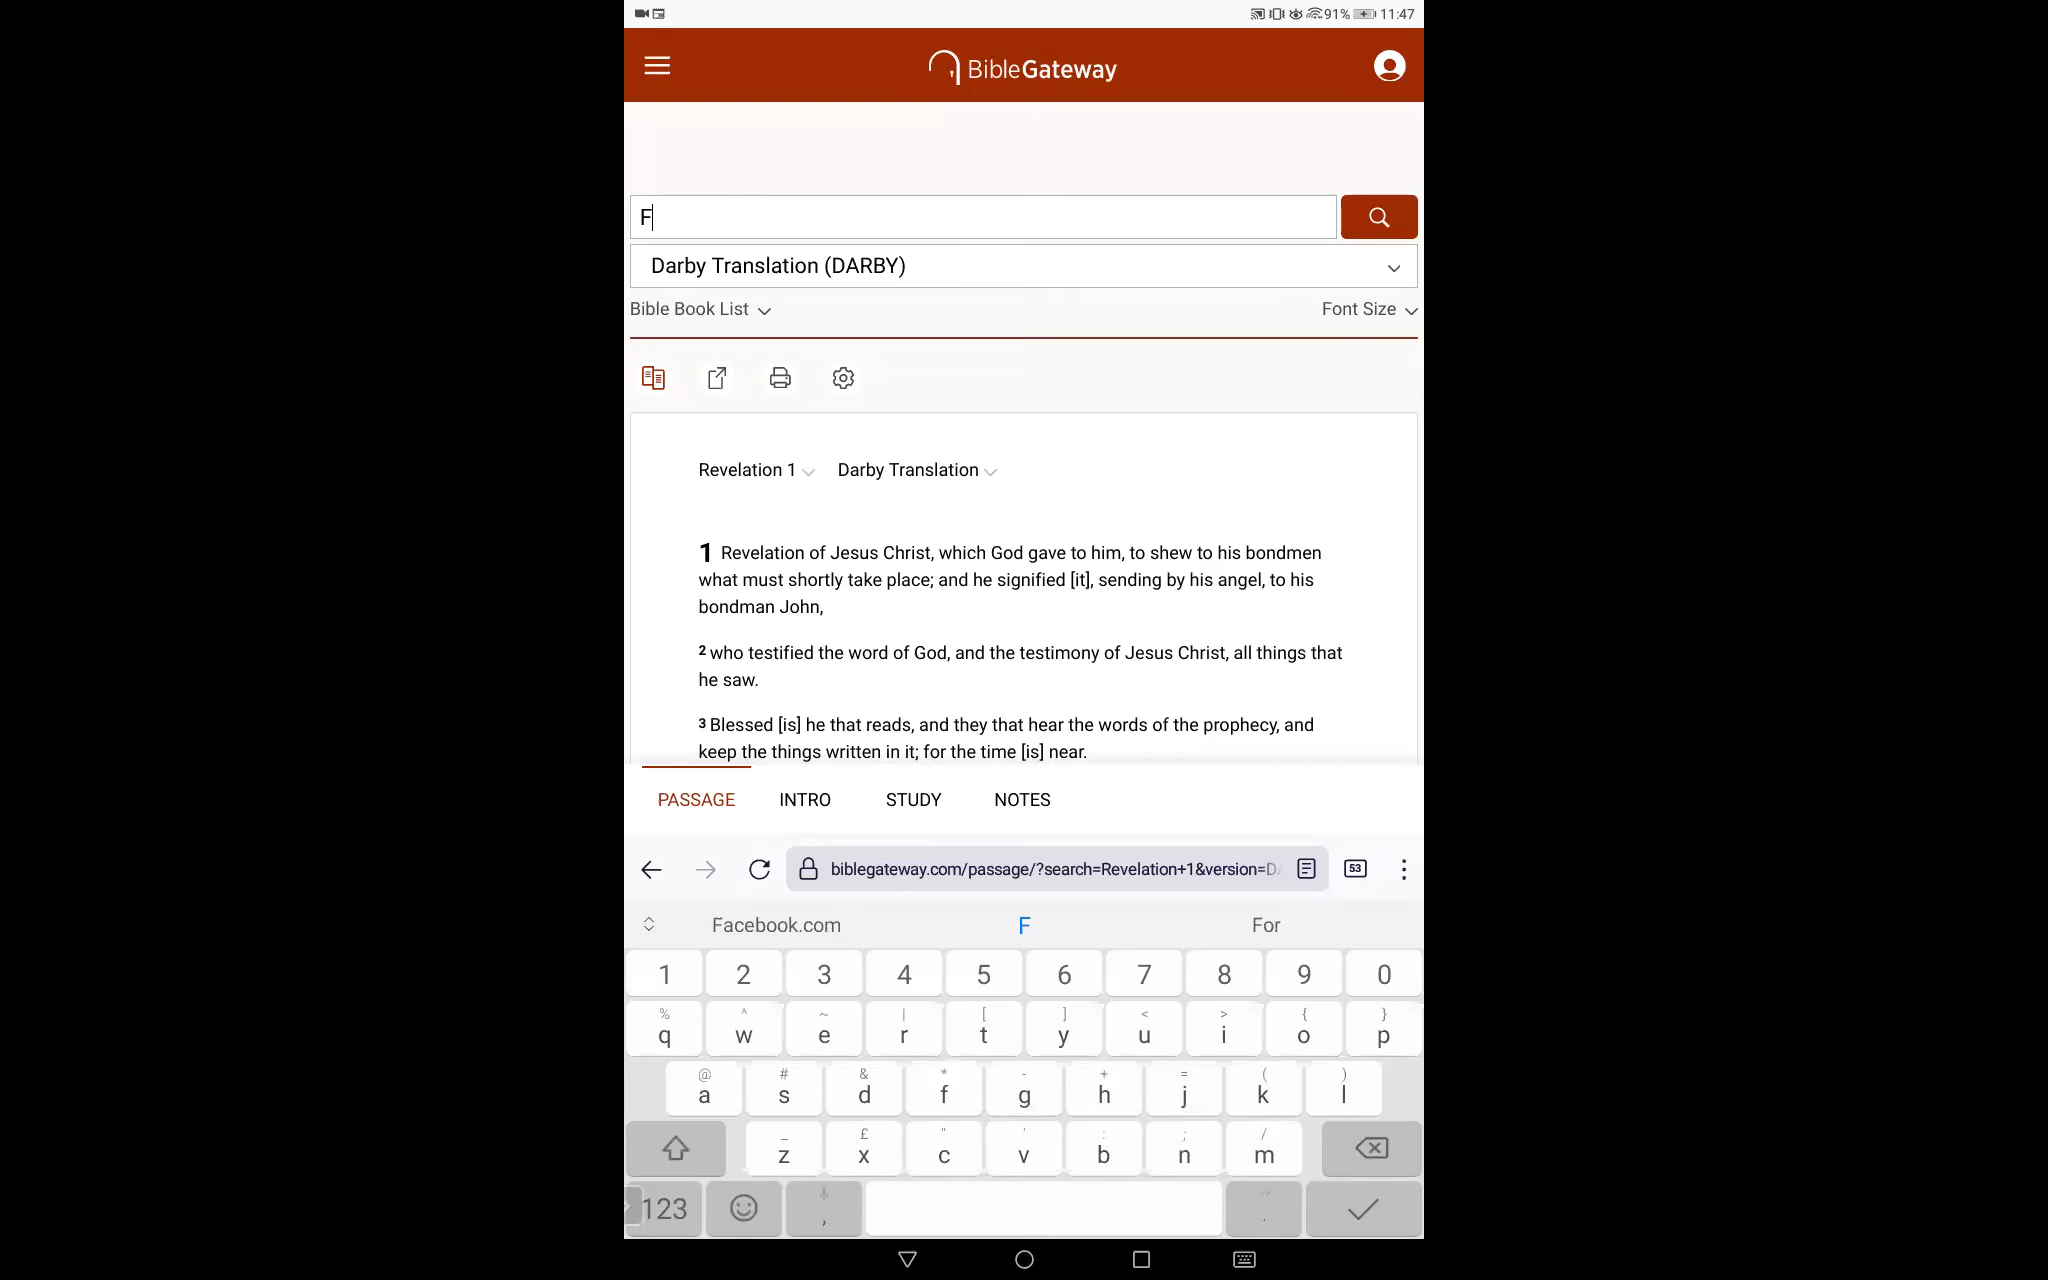 91% 11:47
BibleGateway
F
Darby Translation (DARBY)
Bible Book List Font Size
Revelation 1 Darby Translation
1 Revelation of Jesus Christ, which God gave to him, to shew to his bondmen
what must shortly take place; and he signified [it], sending by his angel, to his
bondman John,
2 who testified the word of God, and the testimony of Jesus Christ, all things that
he saw.
3 Blessed [is] he that reads, and they that hear the words of the prophecy, and
keep the things written in it; for the time [is] near.
PASSAGE INTRO STUDY NOTES
biblegateway.com/passage/?search=Revelation+1&version=DA 53
Facebook.com F For
1 2 3 4 5 6 7 8 9 0
% ^ ~ | [ ] < > { }
q w e r t y u i o p
@ # & * - + = ( )
a s d f g h j k l
_ £ " ' : ; /
z x c v b n m
123 , .